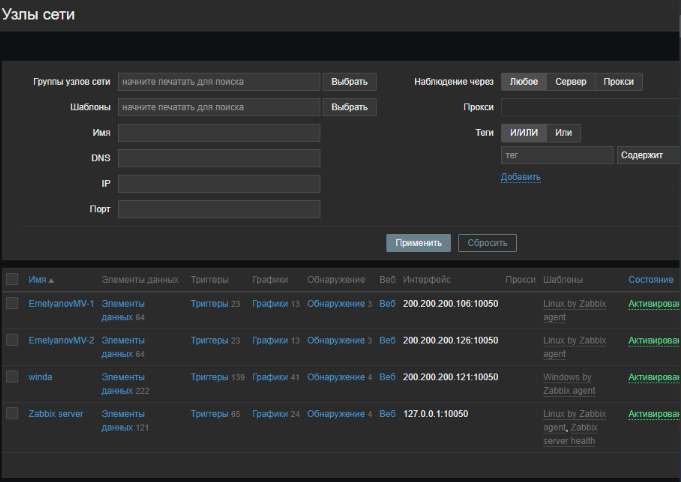 Узлы сети
Группы узлов сети начните печатать для поиска Выбрать Наблюдение через Любое Сервер Прокси
Шаблоны начните печатать для поиска Выбрать Прокси
Имя Теги И/ИЛИ Или
DNS тег Содержит
IP Добавить
Порт
Применить Сбросить
Имя Элементы данных Триггеры Графики Обнаружение Веб Интерфейс Прокси Шаблоны Состояние
EmelyanovMV-1 Элементы Триггеры 23 Графики 13 Обнаружение 3 Веб 200.200.200.106:10050 Linux by Zabbix Активирован
данных 64 agent
EmelyanovMV-2 Элементы Триггеры 23 Графики 13 Обнаружение 3 Веб 200.200.200.126:10050 Linux by Zabbix Активирован
данных 64 agent
winda Элементы Триггеры 139 Графики 41 Обнаружение 4 Веб 200.200.200.121:10050 Windows by Активирован
данных 222 Zabbix agent
Zabbix server Элементы Триггеры 65 Графики 24 Обнаружение 4 Веб 127.0.0.1:10050 Linux by Zabbix Активирован
данных 121 agent, Zabbix
server health